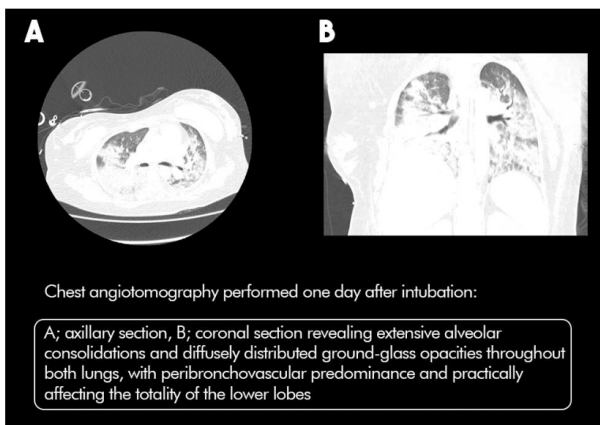 A
B
Chest angiotomography performed one day after intubation:
A; axillary section, B; coronal section revealing extensive alveolar
consolidations and diffusely distributed ground-glass opacities throughout
both lungs, with peribronchovascular predominance and practically
affecting the totality of the lower lobes